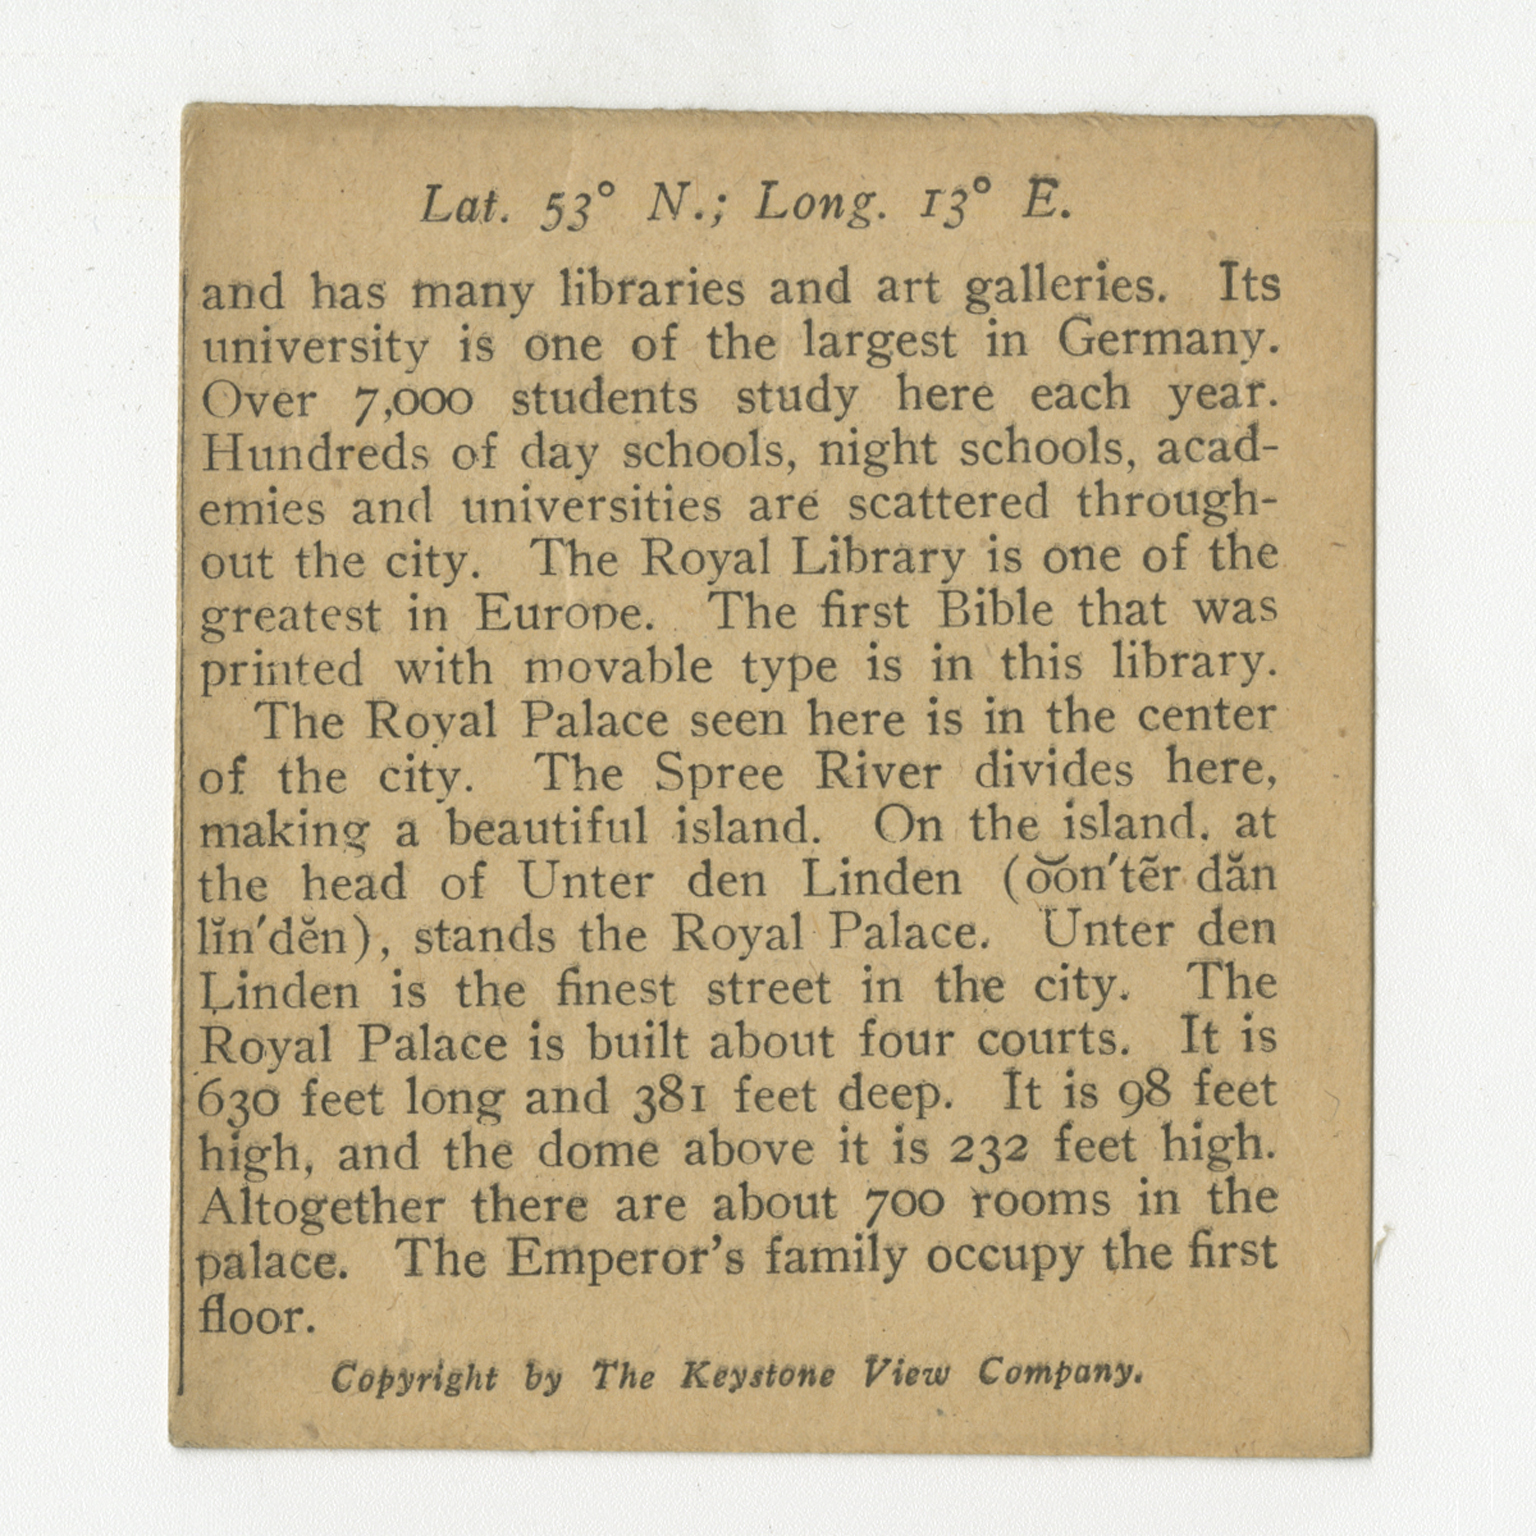 Lat. 53° N.; Long. 13° E.
and has many libraries and art galleries. Its
university is one of the largest in Germany.
Over 7,000 students study here each year.
Hundreds of day schools, night schools, acad-
emies and universities are scattered through-
out the city. The Royal Library is one of the
greatest in Europe. The first Bible that was
printed with movable type is in this library.
The Royal Palace seen here is in the center
of the city. The Spree River divides here,
making a beautiful island. On the island, at
the head of Unter den Linden (o͝on′tẽr dăn
lĭn′dĕn), stands the Royal Palace. Unter den
Linden is the finest street in the city. The
Royal Palace is built about four courts. It is
630 feet long and 381 feet deep. It is 98 feet
high, and the dome above it is 232 feet high.
Altogether there are about 700 rooms in the
palace. The Emperor's family occupy the first
floor.
Copyright by The Keystone View Company.